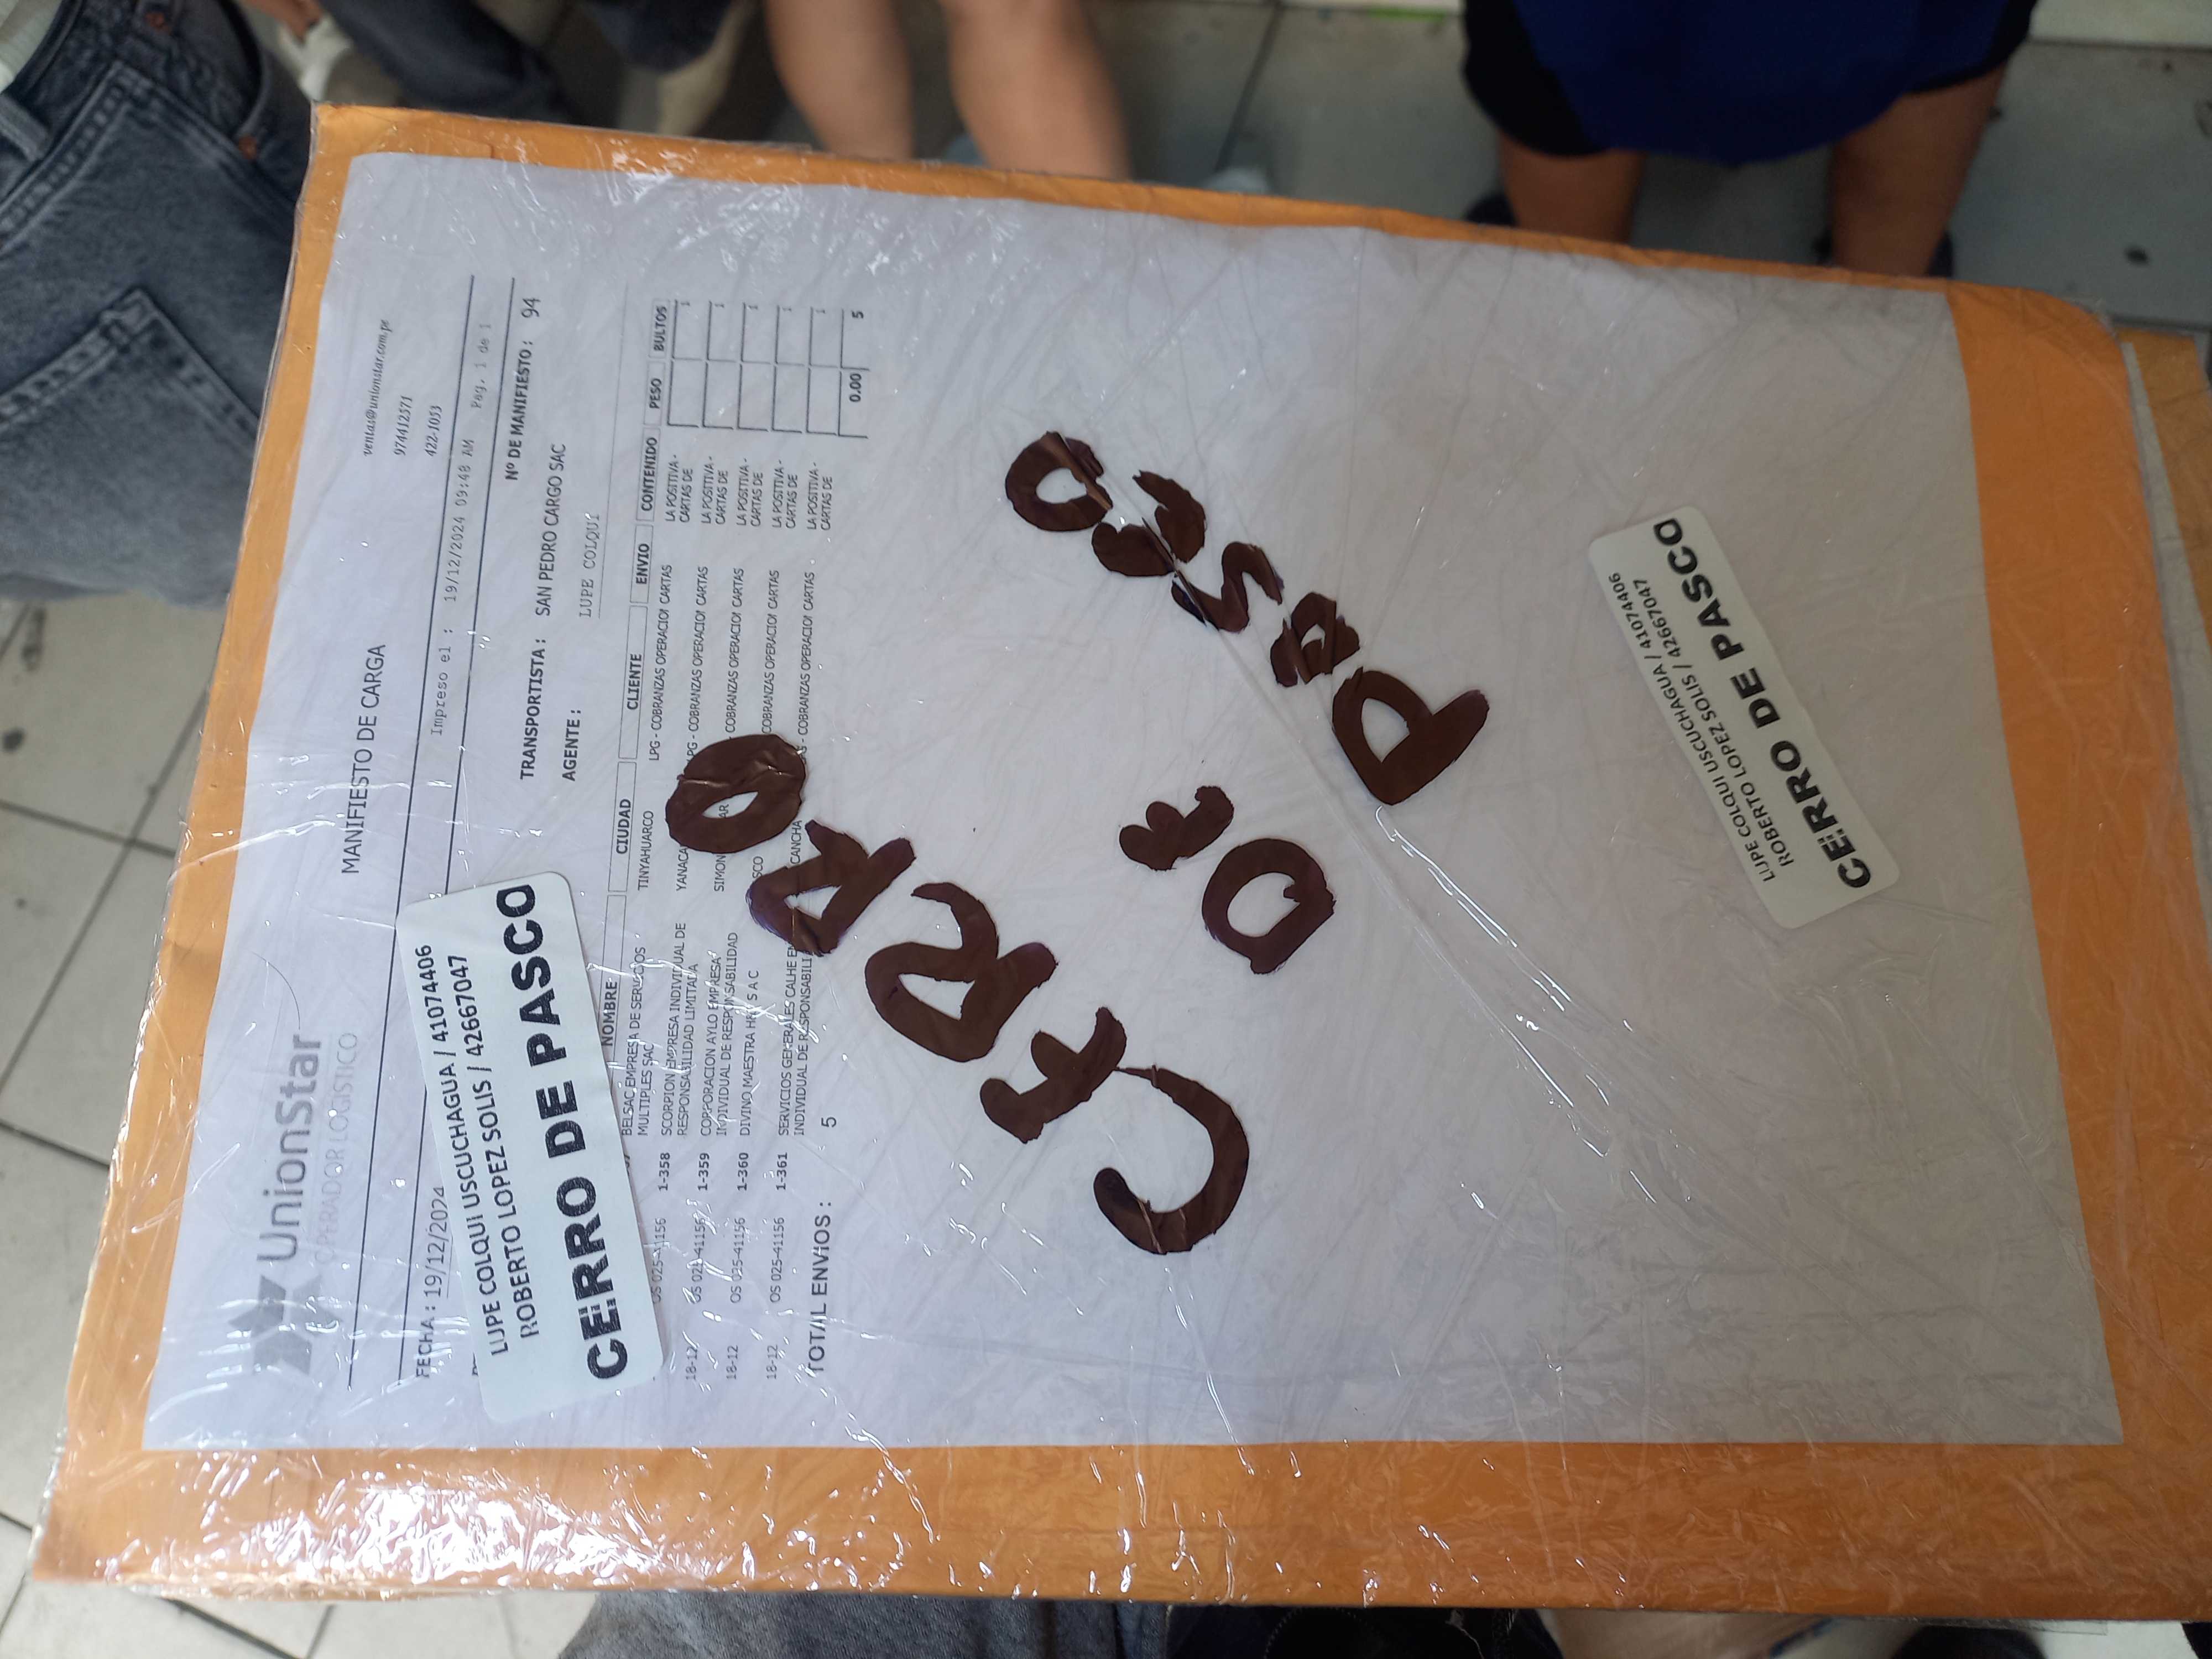 UnionStar
OPERADOR LOGISTICO
ventas@unionstar.com.pe
974412571
422-1053
MANIFIESTO DE CARGA
Impreso el : 19/12/2024 09:48 AM Pag. 1 de 1
FECHA : 19/12/2024
Nº DE MANIFIESTO : 94
TRANSPORTISTA : SAN PEDRO CARGO SAC
AGENTE : LUPE COLQUI
LUPE COLQUI USCUCHAGUA / 41074406
ROBERTO LOPEZ SOLIS / 42667047
CERRO DE PASCO
NOMBRE CIUDAD CLIENTE ENVIO CONTENIDO PESO BULTOS
BELSAC EMPRESA DE SERVICIOS TINYAHUARCO LPG - COBRANZAS OPERACIOI CARTAS LA POSITIVA - 1
MULTIPLES SAC CARTAS DE
OS 025-41156 1-358 SCORPION EMPRESA INDIVIDUAL DE - COBRANZAS OPERACIOI CARTAS LA POSITIVA - 1
18-12 RESPONSABILIDAD LIMITADA CARTAS DE
OS 025-41156 1-359 CORPORACION AYLO EMPRESA COBRANZAS OPERACIOI CARTAS LA POSITIVA - 1
18-12 INDIVIDUAL DE RESPONSABILIDAD CARTAS DE
OS 025-41156 1-360 DIVINO MAESTRA S A C COBRANZAS OPERACIOI CARTAS LA POSITIVA - 1
CARTAS DE
18-12 OS 025-41156 1-361 SERVICIOS GENERALES CALHE - COBRANZAS OPERACIOI CARTAS LA POSITIVA - 1
INDIVIDUAL DE CARTAS DE
TOTAL ENVIOS : 5 0.00 5
CERRO
DE
PASCO
LUPE COLQUI USCUCHAGUA / 41074406
ROBERTO LOPEZ SOLIS / 42667047
CERRO DE PASCO